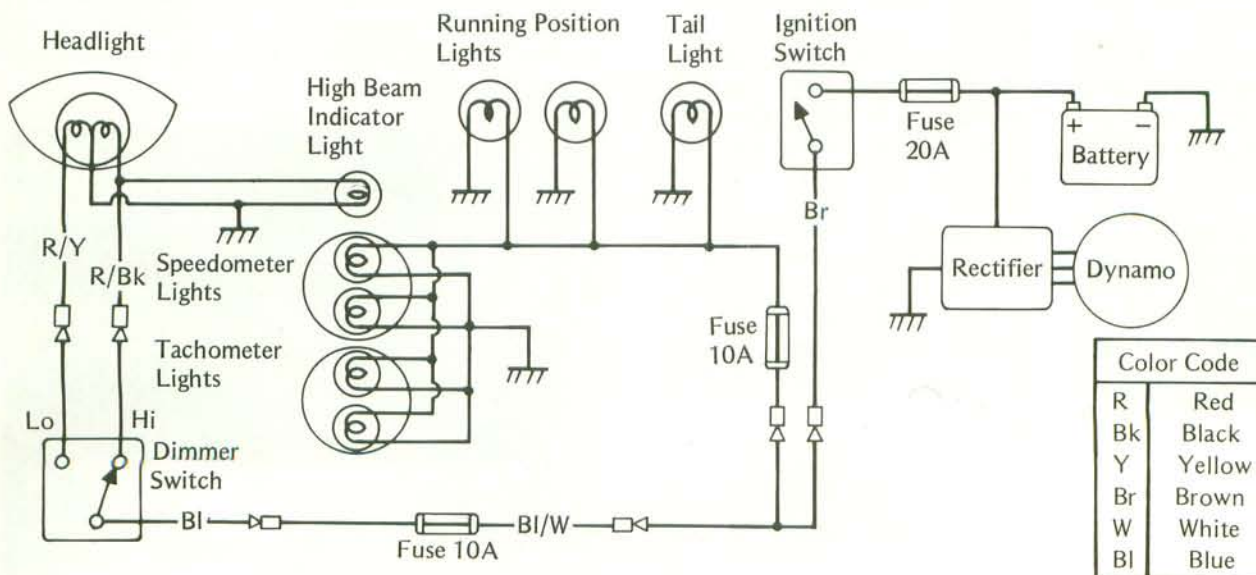 Headlight
High Beam
Indicator
Light
Running Position
Lights
Tail
Light
Ignition
Switch
Fuse
20A
+
−
Battery
Br
R/Y
R/Bk
Speedometer
Lights
Tachometer
Lights
Rectifier
Dynamo
Fuse
10A
Lo
Hi
Dimmer
Switch
Bl
Fuse 10A
Bl/W
Color Code
R Red
Bk Black
Y Yellow
Br Brown
W White
Bl Blue